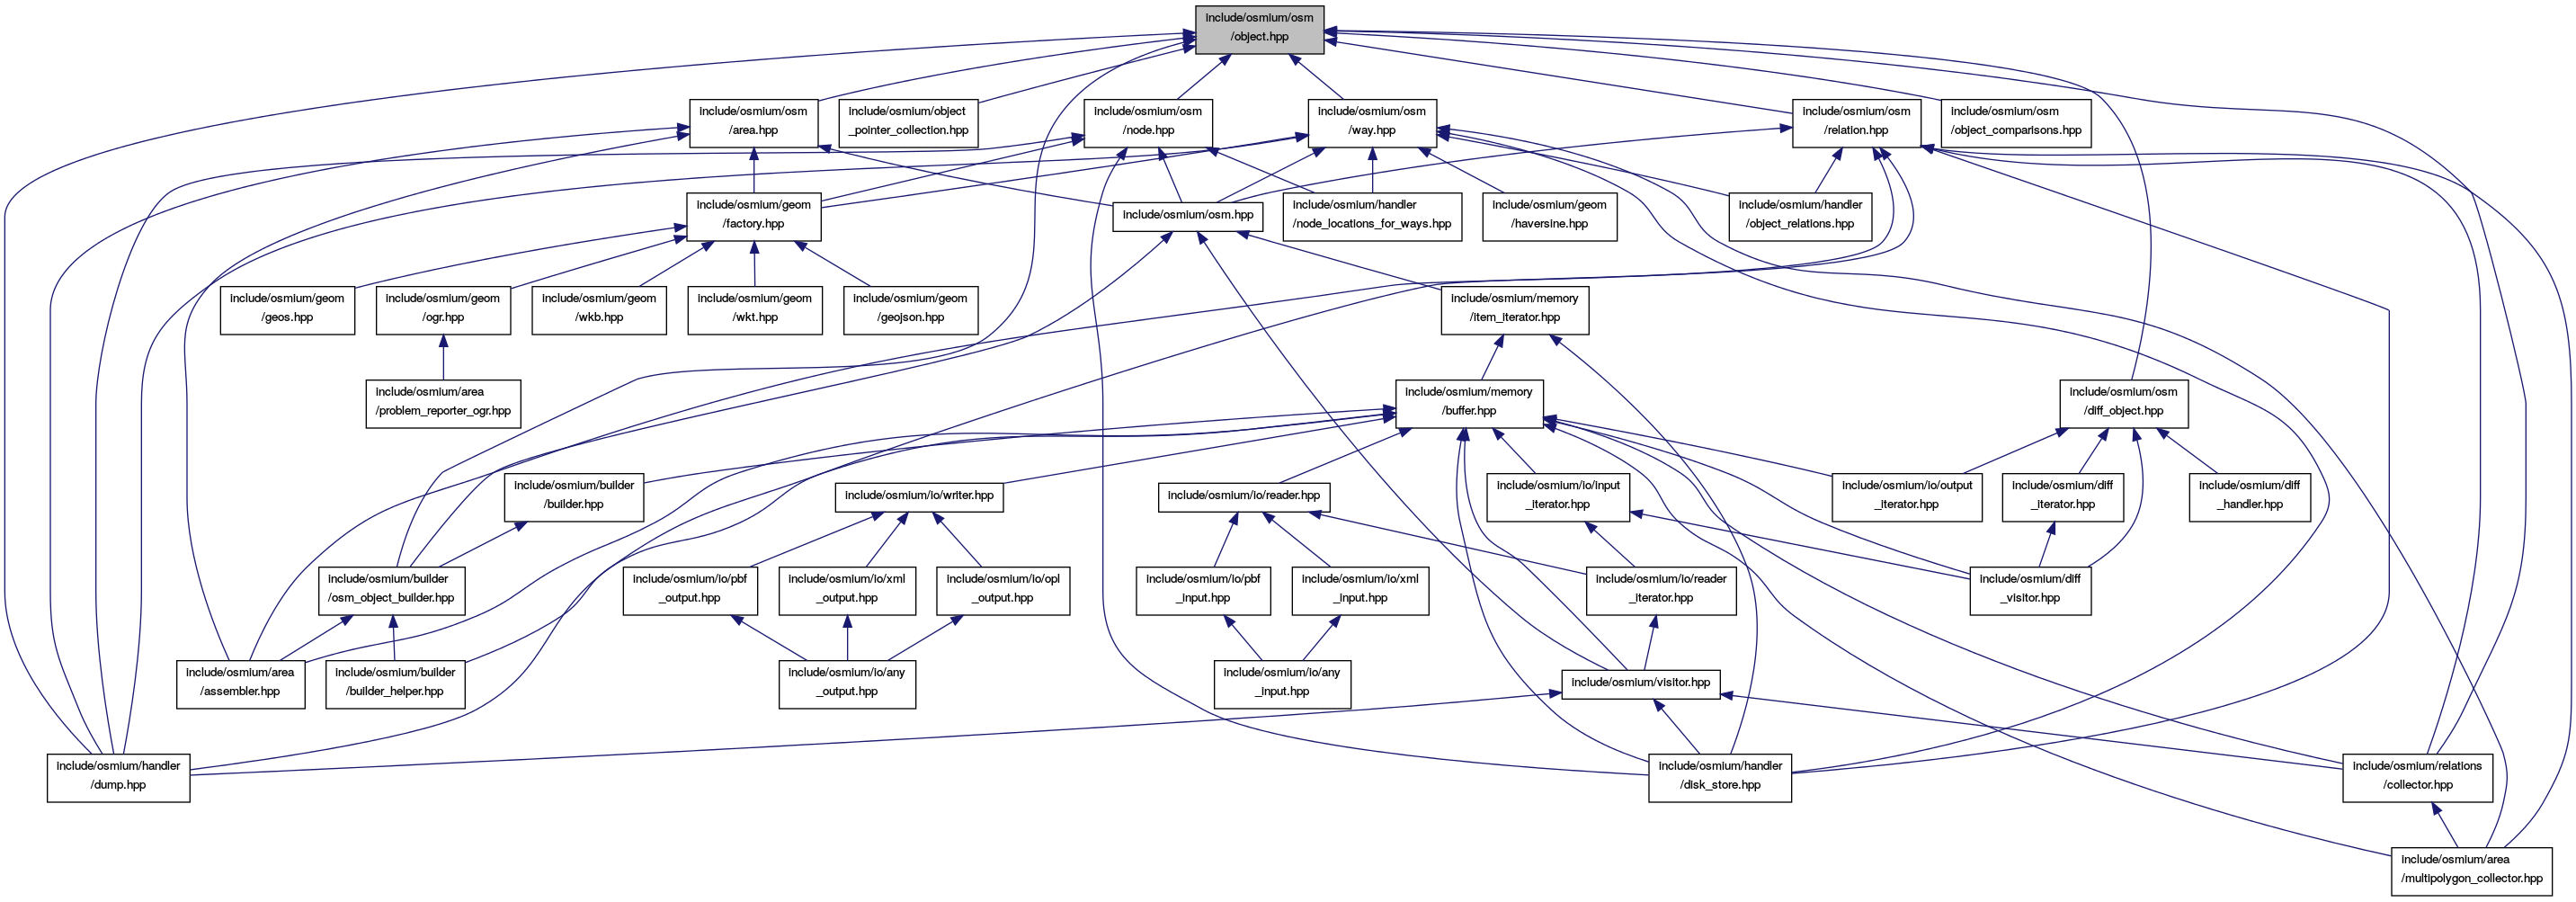 include/osmium/osm
/object.hpp
include/osmium/osm
/area.hpp
include/osmium/object
_pointer_collection.hpp
include/osmium/osm
/node.hpp
include/osmium/osm
/way.hpp
include/osmium/osm
/relation.hpp
include/osmium/osm
/object_comparisons.hpp
include/osmium/geom
/factory.hpp
include/osmium/osm.hpp
include/osmium/handler
/node_locations_for_ways.hpp
include/osmium/geom
/haversine.hpp
include/osmium/handler
/object_relations.hpp
include/osmium/geom
/geos.hpp
include/osmium/geom
/ogr.hpp
include/osmium/geom
/wkb.hpp
include/osmium/geom
/wkt.hpp
include/osmium/geom
/geojson.hpp
include/osmium/memory
/item_iterator.hpp
include/osmium/area
/problem_reporter_ogr.hpp
include/osmium/memory
/buffer.hpp
include/osmium/osm
/diff_object.hpp
include/osmium/builder
/builder.hpp
include/osmium/io/writer.hpp
include/osmium/io/reader.hpp
include/osmium/io/input
_iterator.hpp
include/osmium/io/output
_iterator.hpp
include/osmium/diff
_iterator.hpp
include/osmium/diff
_handler.hpp
include/osmium/builder
/osm_object_builder.hpp
include/osmium/io/pbf
_output.hpp
include/osmium/io/xml
_output.hpp
include/osmium/io/opl
_output.hpp
include/osmium/io/pbf
_input.hpp
include/osmium/io/xml
_input.hpp
include/osmium/io/reader
_iterator.hpp
include/osmium/diff
_visitor.hpp
include/osmium/area
/assembler.hpp
include/osmium/builder
/builder_helper.hpp
include/osmium/io/any
_output.hpp
include/osmium/io/any
_input.hpp
include/osmium/visitor.hpp
include/osmium/handler
/dump.hpp
include/osmium/handler
/disk_store.hpp
include/osmium/relations
/collector.hpp
include/osmium/area
/multipolygon_collector.hpp